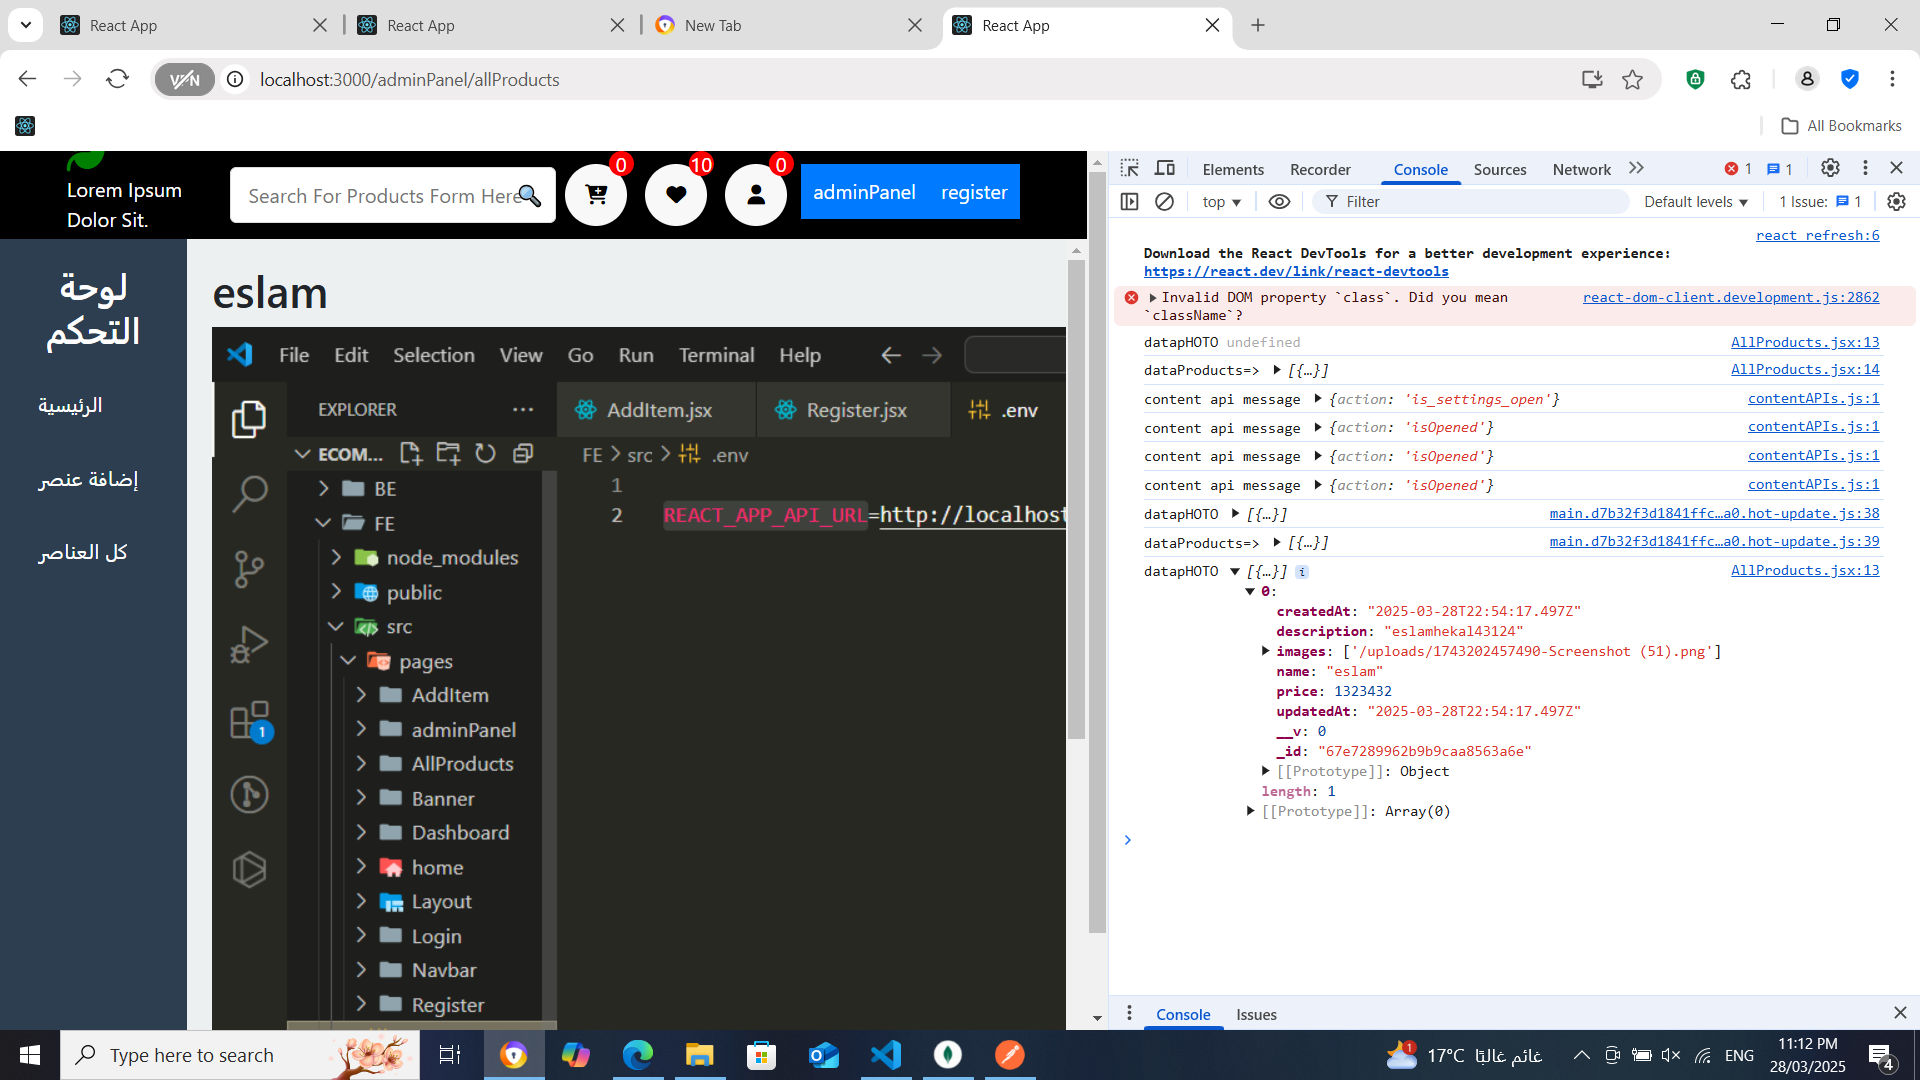 React App
React App
New Tab
React App
VPN
localhost:3000/adminPanel/allProducts
All Bookmarks
Lorem Ipsum
Dolor Sit.
Search For Products Form Here
0
10
0
adminPanel
register
لوحة
التحكم
الرئيسية
إضافة عنصر
كل العناصر
eslam
File Edit Selection View Go Run Terminal Help
EXPLORER
AddItem.jsx
Register.jsx
.env
ECOM...
FE > src > .env
BE
FE
node_modules
public
src
pages
AddItem
adminPanel
AllProducts
Banner
Dashboard
home
Layout
Login
Navbar
Register
1
1
2 REACT_APP_API_URL=http://localhost
Elements Recorder Console Sources Network 1 1
top Filter Default levels 1 Issue: 1
react refresh:6
Download the React DevTools for a better development experience:
https://react.dev/link/react-devtools
Invalid DOM property `class`. Did you mean react-dom-client.development.js:2862
`className`?
datapHOTO undefined AllProducts.jsx:13
dataProducts=> [{…}] AllProducts.jsx:14
content api message {action: 'is_settings_open'} contentAPIs.js:1
content api message {action: 'isOpened'} contentAPIs.js:1
content api message {action: 'isOpened'} contentAPIs.js:1
content api message {action: 'isOpened'} contentAPIs.js:1
datapHOTO [{…}] main.d7b32f3d1841ffc…a0.hot-update.js:38
dataProducts=> [{…}] main.d7b32f3d1841ffc…a0.hot-update.js:39
datapHOTO [{…}] i AllProducts.jsx:13
0:
createdAt: "2025-03-28T22:54:17.497Z"
description: "eslamhekal43124"
images: ['/uploads/1743202457490-Screenshot (51).png']
name: "eslam"
price: 1323432
updatedAt: "2025-03-28T22:54:17.497Z"
__v: 0
_id: "67e7289962b9b9caa8563a6e"
[[Prototype]]: Object
length: 1
[[Prototype]]: Array(0)
Console Issues
Type here to search
1
17°C غائم غالبًا
ENG
11:12 PM
28/03/2025
4